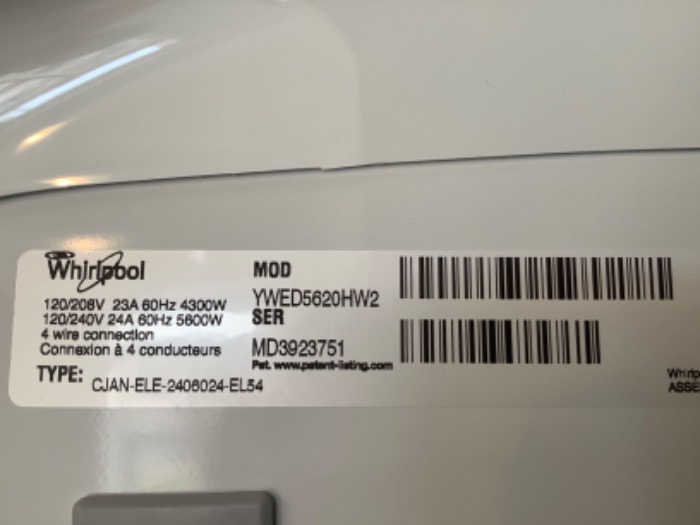 Whirlpool
120/208V 23A 60Hz 4300W
120/240V 24A 60Hz 5600W
4 wire connection
Connexion à 4 conducteurs
TYPE: CJAN-ELE-2406024-EL54
MOD
YWED5620HW2
SER
MD3923751
Pat. www.patent-listing.com
ASSE